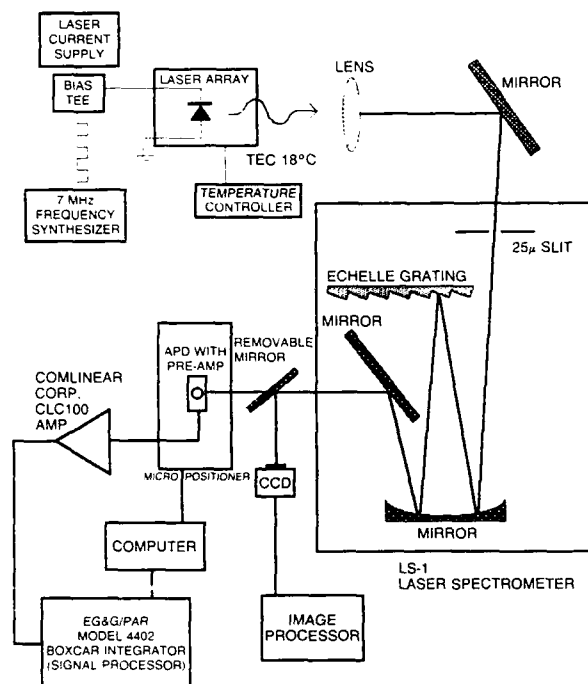 LASER
CURRENT
SUPPLY
BIAS
TEE
7 MHz
FREQUENCY
SYNTHESIZER
LASER ARRAY
TEC 18°C
TEMPERATURE
CONTROLLER
LENS
MIRROR
25μ SLIT
ECHELLE GRATING
MIRROR
MIRROR
LS-1
LASER SPECTROMETER
REMOVABLE
MIRROR
APD WITH
PRE-AMP
MICROPOSITIONER
COMLINEAR
CORP.
CLC100
AMP
CCD
COMPUTER
IMAGE
PROCESSOR
EG&G/PAR
MODEL 4402
BOXCAR INTEGRATOR
(SIGNAL PROCESSOR)